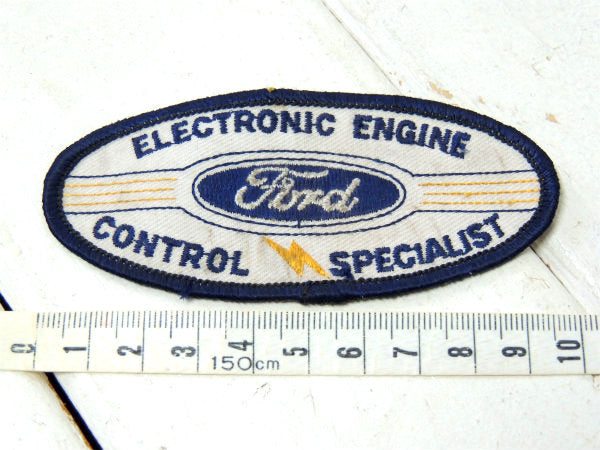 ELECTRONIC ENGINE
Ford
CONTROL SPECIALIST
0 1 2 3 4 5 6 7 8 9 10
150cm